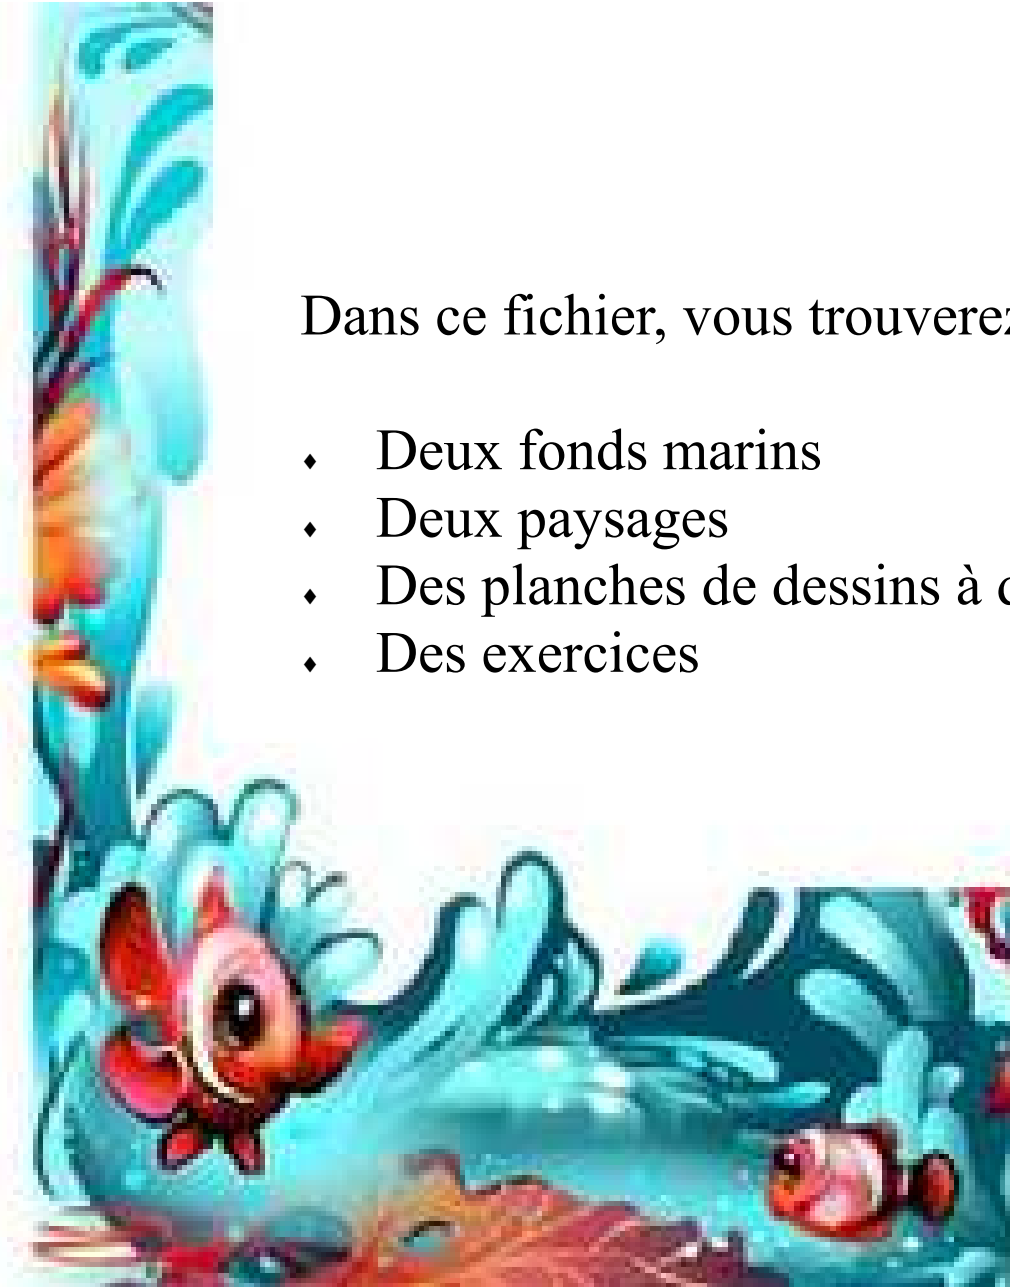 Dans ce fichier, vous trouverez
♦ Deux fonds marins
♦ Deux paysages
♦ Des planches de dessins à
♦ Des exercices